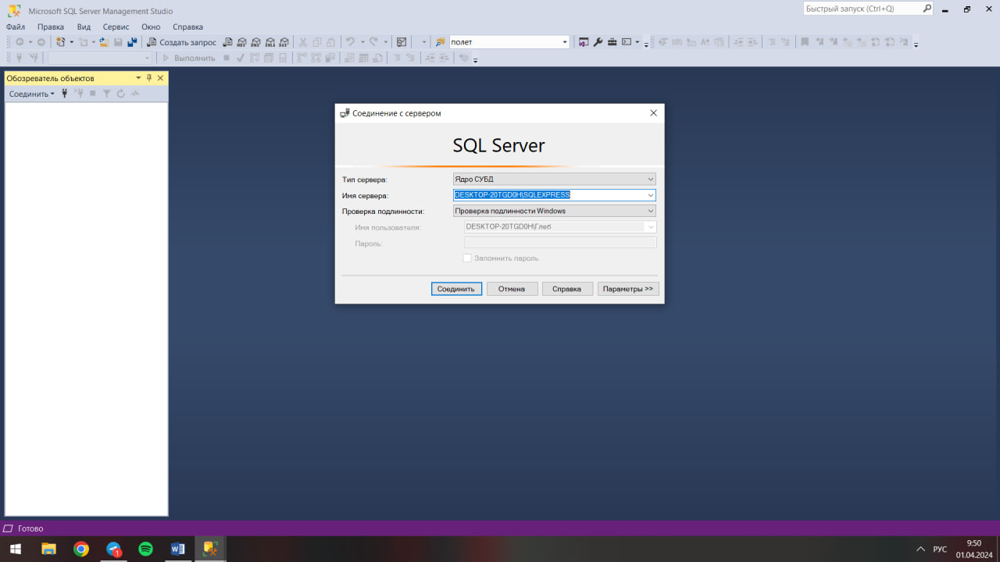 Microsoft SQL Server Management Studio
Быстрый запуск (Ctrl+Q)
Файл Правка Вид Сервис Окно Справка
Создать запрос
полет
Выполнить
Обозреватель объектов
Соединить
Соединение с сервером
SQL Server
Тип сервера: Ядро СУБД
Имя сервера: DESKTOP-20TGD0H\SQLEXPRESS
Проверка подлинности: Проверка подлинности Windows
Имя пользователя: DESKTOP-20TGD0H\Глеб
Пароль:
Запомнить пароль
Соединить Отмена Справка Параметры >>
Готово
1
РУС
9:50
01.04.2024